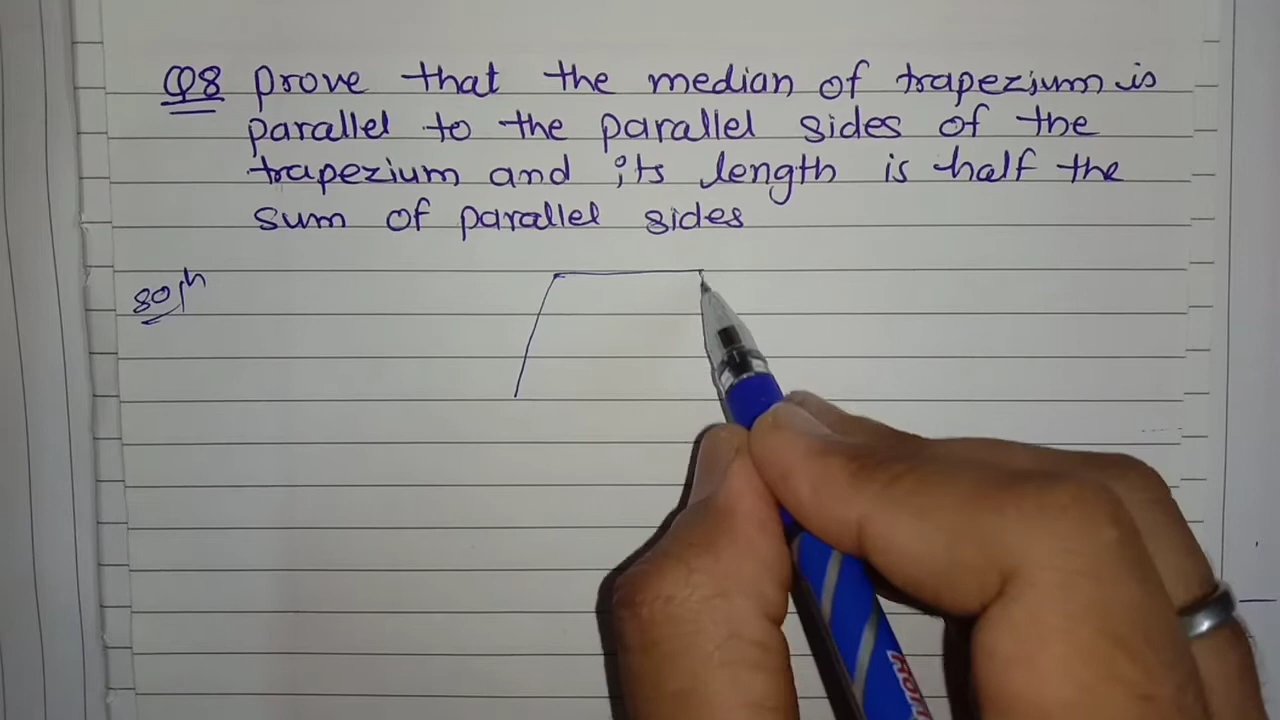 Q8 Prove that the median of trapezium is
parallel to the parallel sides of the
trapezium and its length is half the
sum of parallel sides
Soln